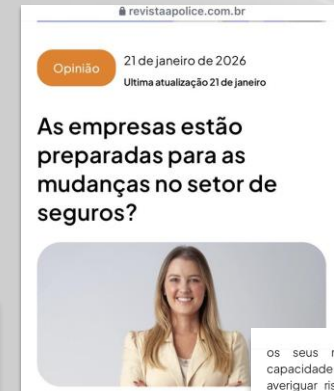 revistaapolice.com.br
Opinião
21 de janeiro de 2026
Ultima atualização 21 de janeiro
As empresas estão
preparadas para as
mudanças no setor de
seguros?
os seus
capacidade
averiguar